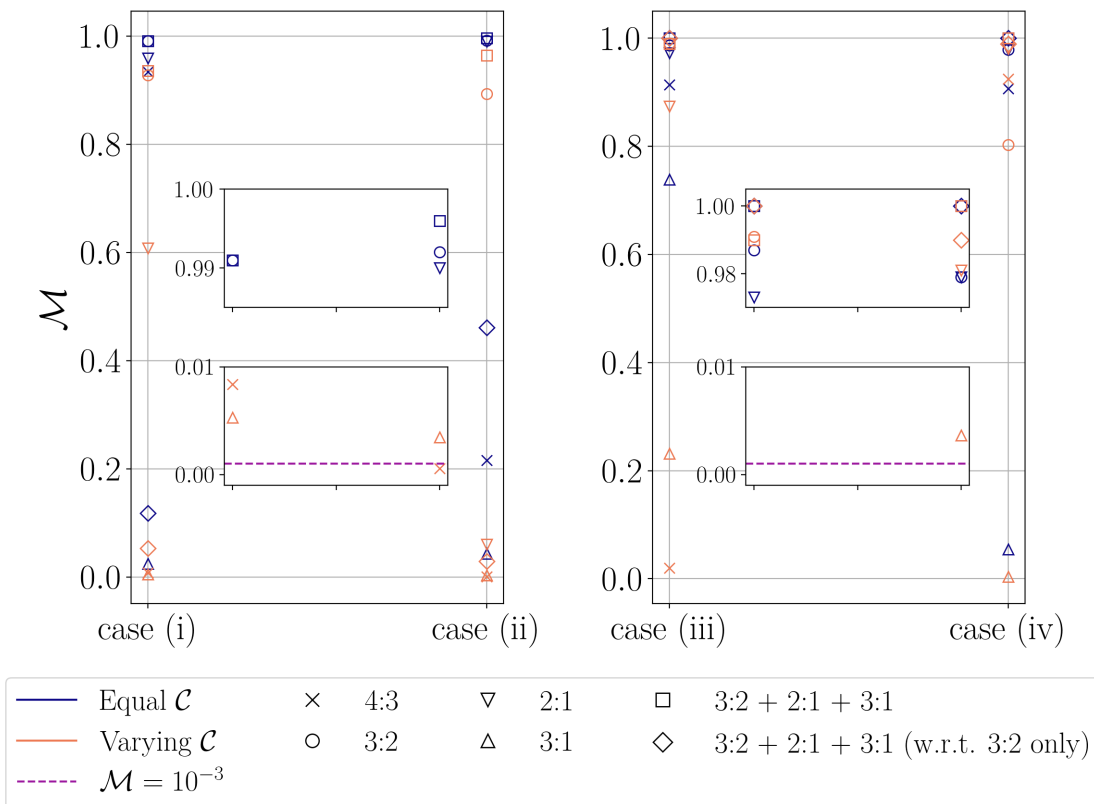 1.0
0.8
0.6
0.4
0.2
0.0
ℳ
1.00
0.99
0.01
0.00
case (i)
case (ii)
1.0
0.8
0.6
0.4
0.2
0.0
1.00
0.98
0.01
0.00
case (iii)
case (iv)
Equal 𝒞
Varying 𝒞
ℳ = 10⁻³
4:3
3:2
2:1
3:1
3:2 + 2:1 + 3:1
3:2 + 2:1 + 3:1 (w.r.t. 3:2 only)